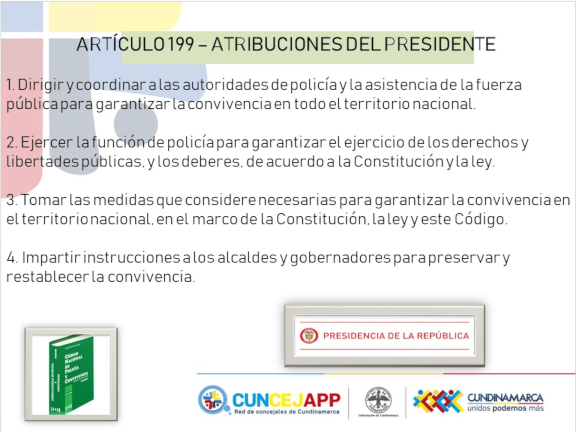 ARTÍCULO 199 – ATRIBUCIONES DEL PRESIDENTE
1. Dirigir y coordinar a las autoridades de policía y la asistencia de la fuerza
pública para garantizar la convivencia en todo el territorio nacional.
2. Ejercer la función de policía para garantizar el ejercicio de los derechos y
libertades públicas, y los deberes, de acuerdo a la Constitución y la ley.
3. Tomar las medidas que considere necesarias para garantizar la convivencia en
el territorio nacional, en el marco de la Constitución, la ley y este Código.
4. Impartir instrucciones a los alcaldes y gobernadores para preservar y
restablecer la convivencia.
PRESIDENCIA DE LA REPÚBLICA
CÓDIGO
NACIONAL
DE
POLICÍA
Y
CONVIVENCIA
CUNCEJAPP
Red de concejales de Cundinamarca
Gobernación de Cundinamarca
CUNDINAMARCA
unidos podemos más